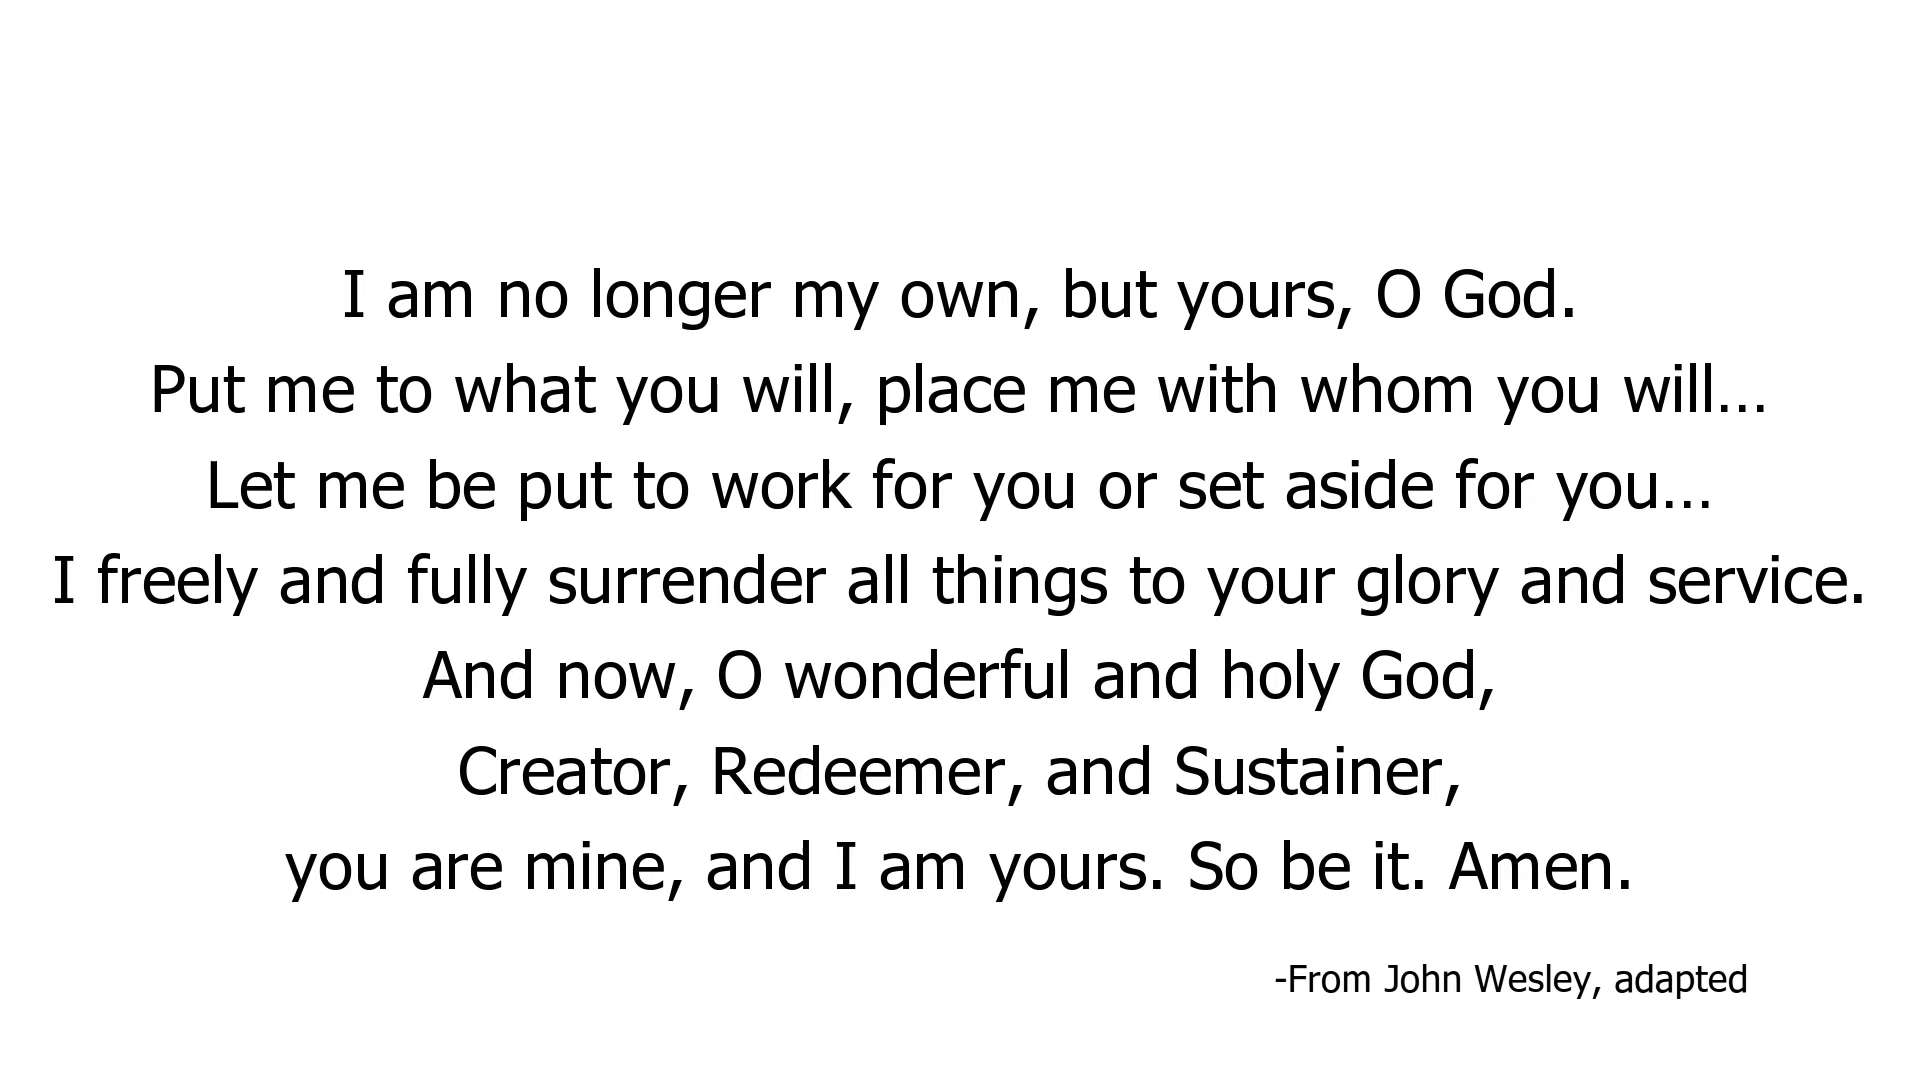 I am no longer my own, but yours, O God.
Put me to what you will, place me with whom you will…
Let me be put to work for you or set aside for you…
I freely and fully surrender all things to your glory and service.
And now, O wonderful and holy God,
Creator, Redeemer, and Sustainer,
you are mine, and I am yours. So be it. Amen.
-From John Wesley, adapted